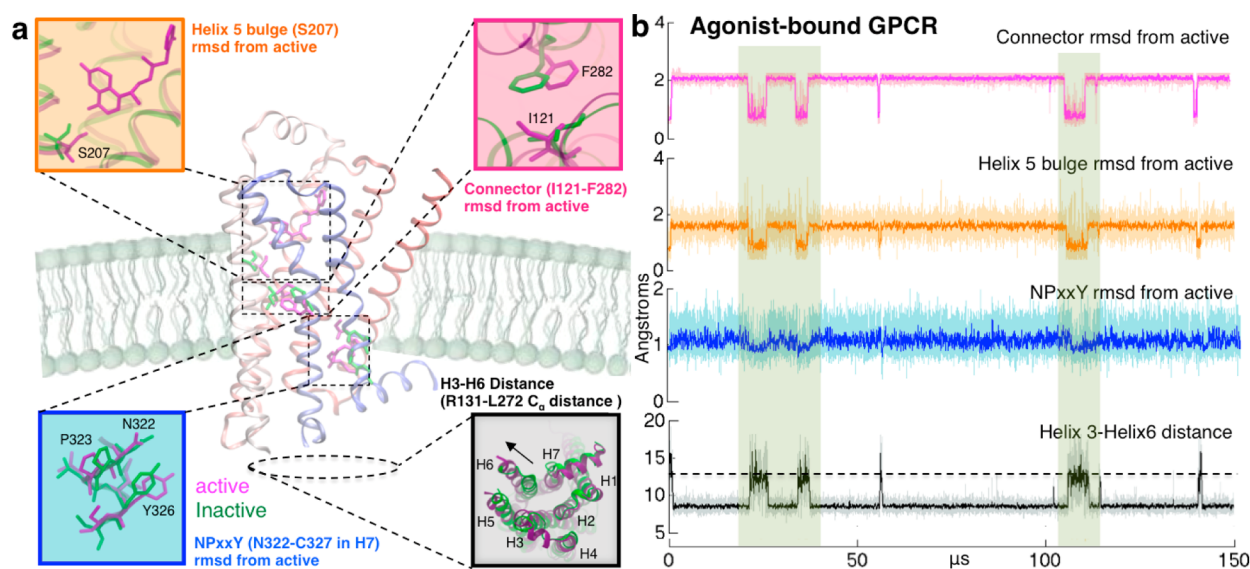 a
Helix 5 bulge (S207)
rmsd from active
S207
F282
I121
Connector (I121-F282)
rmsd from active
H3-H6 Distance
(R131-L272 Cα distance )
N322
P323
Y326
active
Inactive
NPxxY (N322-C327 in H7)
rmsd from active
H6
H7
H1
H5
H2
H3
H4
b
Agonist-bound GPCR
Connector rmsd from active
Helix 5 bulge rmsd from active
NPxxY rmsd from active
Helix 3-Helix6 distance
Angstroms
4
2
0
4
2
0
2
1
0
20
15
10
5
0
50
100
150
μs